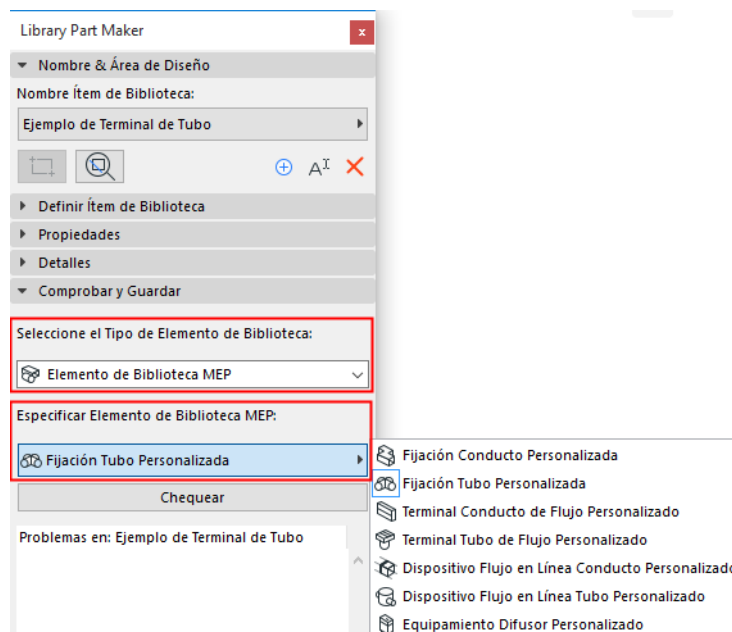 Library Part Maker
x
Nombre & Área de Diseño
Nombre Ítem de Biblioteca:
Ejemplo de Terminal de Tubo
A
Definir Ítem de Biblioteca
Propiedades
Detalles
Comprobar y Guardar
Seleccione el Tipo de Elemento de Biblioteca:
Elemento de Biblioteca MEP
Especificar Elemento de Biblioteca MEP:
Fijación Tubo Personalizada
Chequear
Problemas en: Ejemplo de Terminal de Tubo
Fijación Conducto Personalizada
Fijación Tubo Personalizada
Terminal Conducto de Flujo Personalizado
Terminal Tubo de Flujo Personalizado
Dispositivo Flujo en Línea Conducto Personalizado
Dispositivo Flujo en Línea Tubo Personalizado
Equipamiento Difusor Personalizado